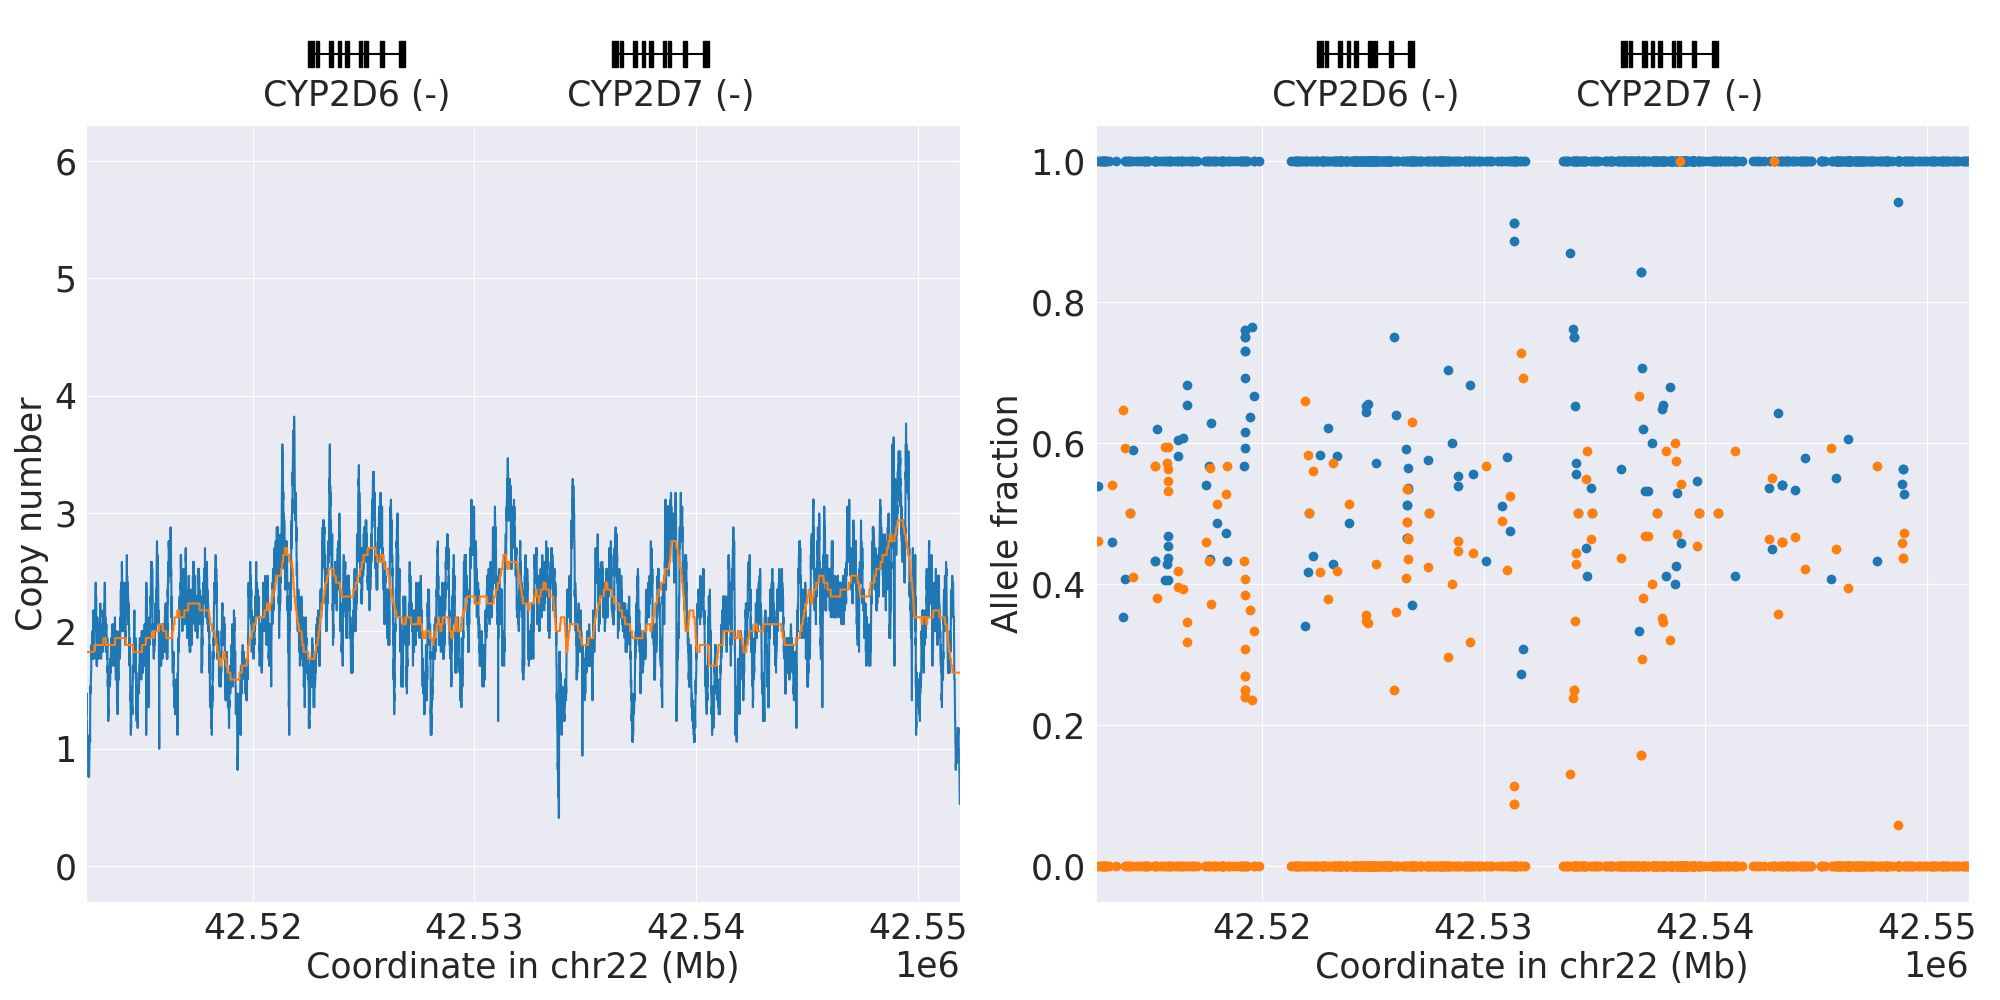 CYP2D6 (-)
CYP2D7 (-)
6
5
4
3
2
1
0
Copy number
42.52
42.53
42.54
42.55
Coordinate in chr22 (Mb)
1e6
CYP2D6 (-)
CYP2D7 (-)
1.0
0.8
0.6
0.4
0.2
0.0
Allele fraction
42.52
42.53
42.54
42.55
Coordinate in chr22 (Mb)
1e6